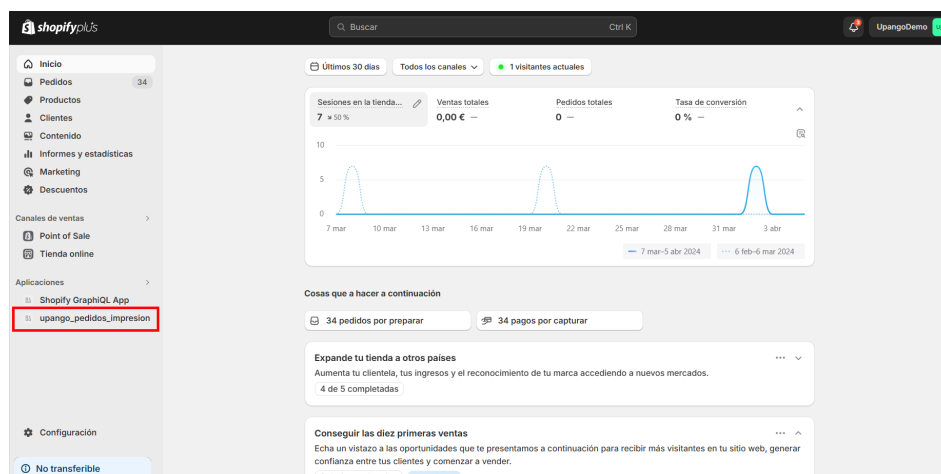 shopifyplus
Buscar
Ctrl K
UpangoDemo
Inicio
Pedidos 34
Productos
Clientes
Contenido
Informes y estadísticas
Marketing
Descuentos
Canales de ventas
Point of Sale
Tienda online
Aplicaciones
Shopify GraphiQL App
upango_pedidos_impresion
Configuración
No transferible
Últimos 30 días
Todos los canales
1 visitantes actuales
Sesiones en la tienda...
7 50 %
Ventas totales
0,00 € —
Pedidos totales
0 —
Tasa de conversión
0 % —
10
5
0
7 mar 10 mar 13 mar 16 mar 19 mar 22 mar 25 mar 28 mar 31 mar 3 abr
7 mar–5 abr 2024 6 feb–6 mar 2024
Cosas que a hacer a continuación
34 pedidos por preparar
34 pagos por capturar
Expande tu tienda a otros países
Aumenta tu clientela, tus ingresos y el reconocimiento de tu marca accediendo a nuevos mercados.
4 de 5 completadas
Conseguir las diez primeras ventas
Echa un vistazo a las oportunidades que te presentamos a continuación para recibir más visitantes en tu sitio web, generar
confianza entre tus clientes y comenzar a vender.